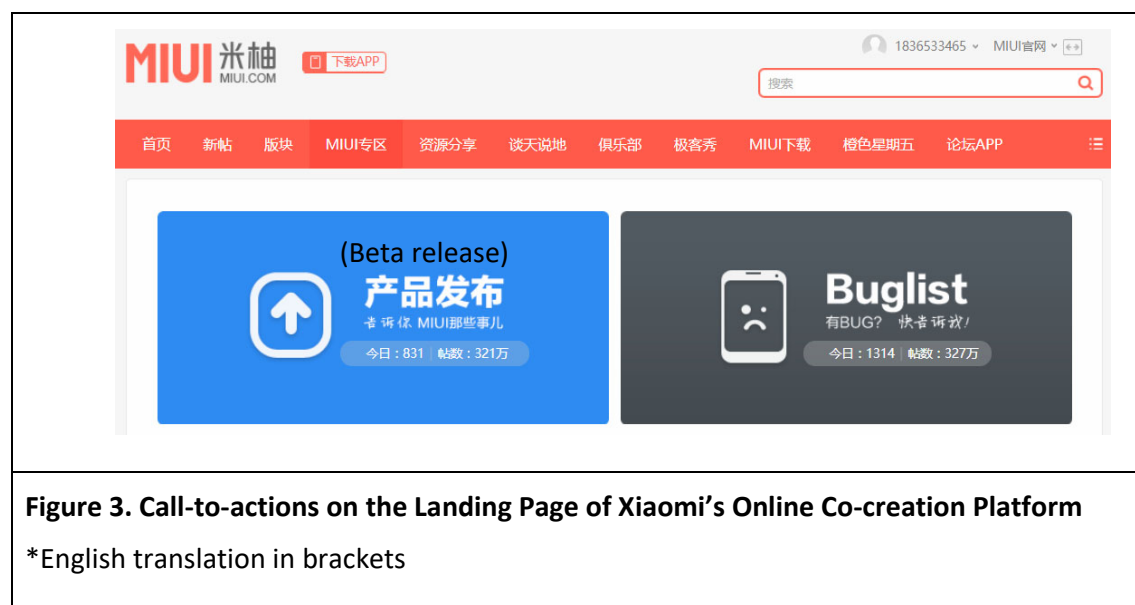 MIUI 米柚
MIUI.COM
下载APP
1836533465 MIUI官网
搜索
首页 新帖 版块 MIUI专区 资源分享 谈天说地 俱乐部 极客秀 MIUI下载 橙色星期五 论坛APP
(Beta release)
产品发布
告诉你 MIUI那些事儿
今日：831 | 帖数：321万
Buglist
有BUG? 快告诉我!
今日：1314 | 帖数：327万
Figure 3. Call-to-actions on the Landing Page of Xiaomi’s Online Co-creation Platform
*English translation in brackets